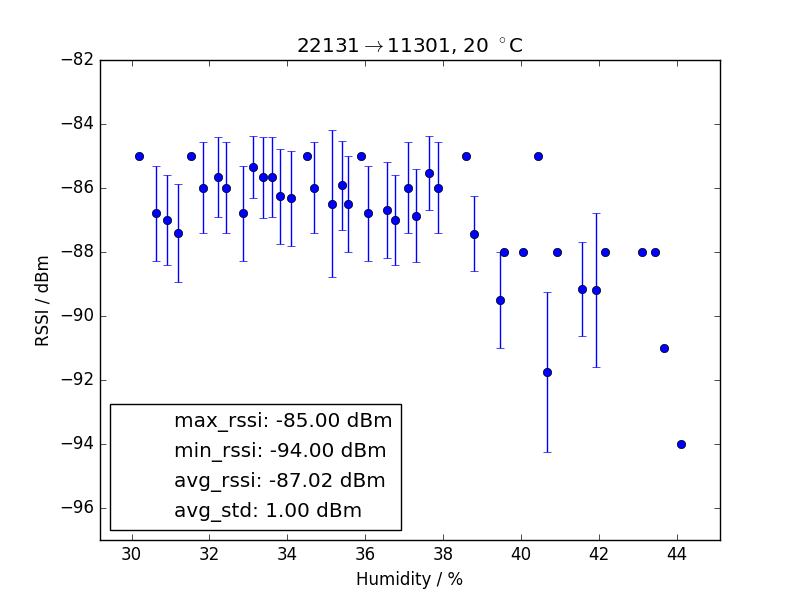 22131→11301, 20 °C
−82
−84
−86
−88
−90
−92
−94
−96
RSSI / dBm
max_rssi: -85.00 dBm
min_rssi: -94.00 dBm
avg_rssi: -87.02 dBm
avg_std: 1.00 dBm
30 32 34 36 38 40 42 44
Humidity / %